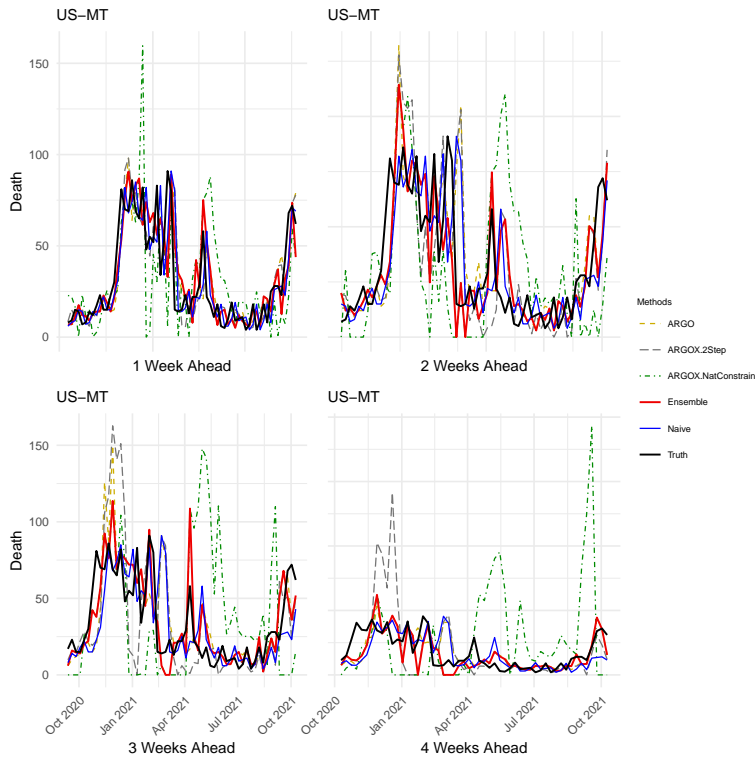 US−MT
US−MT
150
100
50
0
Death
1 Week Ahead
2 Weeks Ahead
Methods
ARGO
ARGOX.2Step
ARGOX.NatConstrain
Ensemble
Naive
Truth
US−MT
US−MT
150
100
50
0
Death
Oct 2020
Jan 2021
Apr 2021
Jul 2021
Oct 2021
Oct 2020
Jan 2021
Apr 2021
Jul 2021
Oct 2021
3 Weeks Ahead
4 Weeks Ahead